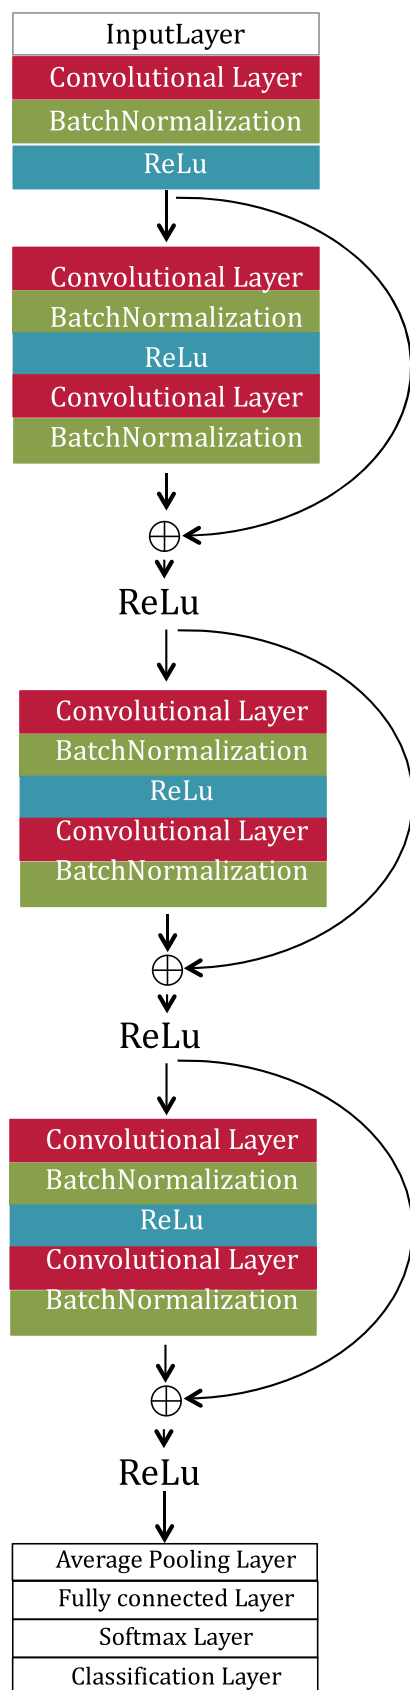 InputLayer
Convolutional Layer
BatchNormalization
ReLu
Convolutional Layer
BatchNormalization
ReLu
Convolutional Layer
BatchNormalization
ReLu
Convolutional Layer
BatchNormalization
ReLu
Convolutional Layer
BatchNormalization
ReLu
Convolutional Layer
BatchNormalization
ReLu
Convolutional Layer
BatchNormalization
ReLu
Average Pooling Layer
Fully connected Layer
Softmax Layer
Classification Layer